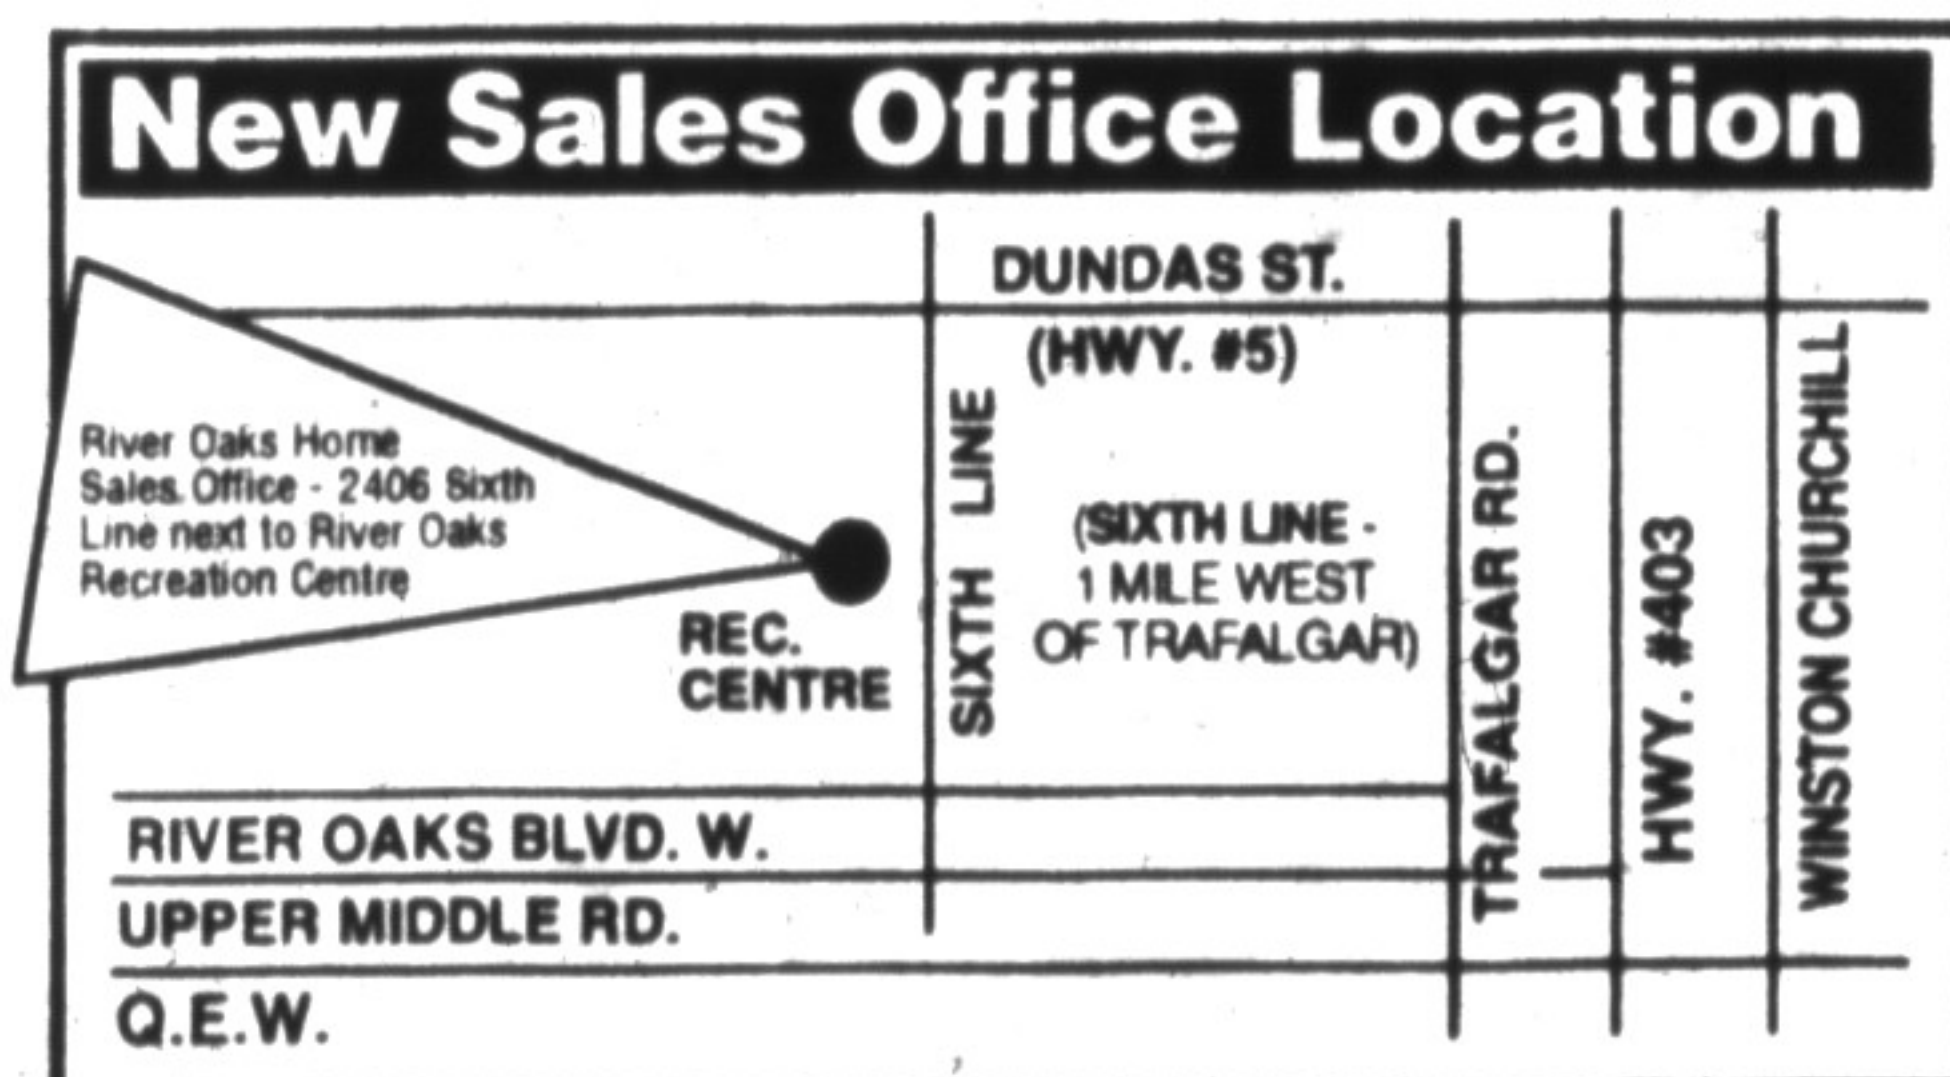 New Sales Office Location
DUNDAS ST.
(HWY. #5)
River Oaks Home
Sales Office - 2406 Sixth
Line next to River Oaks
Recreation Centre
REC.
CENTRE
SIXTH LINE
(SIXTH LINE -
1 MILE WEST
OF TRAFALGAR)
TRAFALGAR RD.
HWY. #403
WINSTON CHURCHILL
RIVER OAKS BLVD. W.
UPPER MIDDLE RD.
Q.E.W.